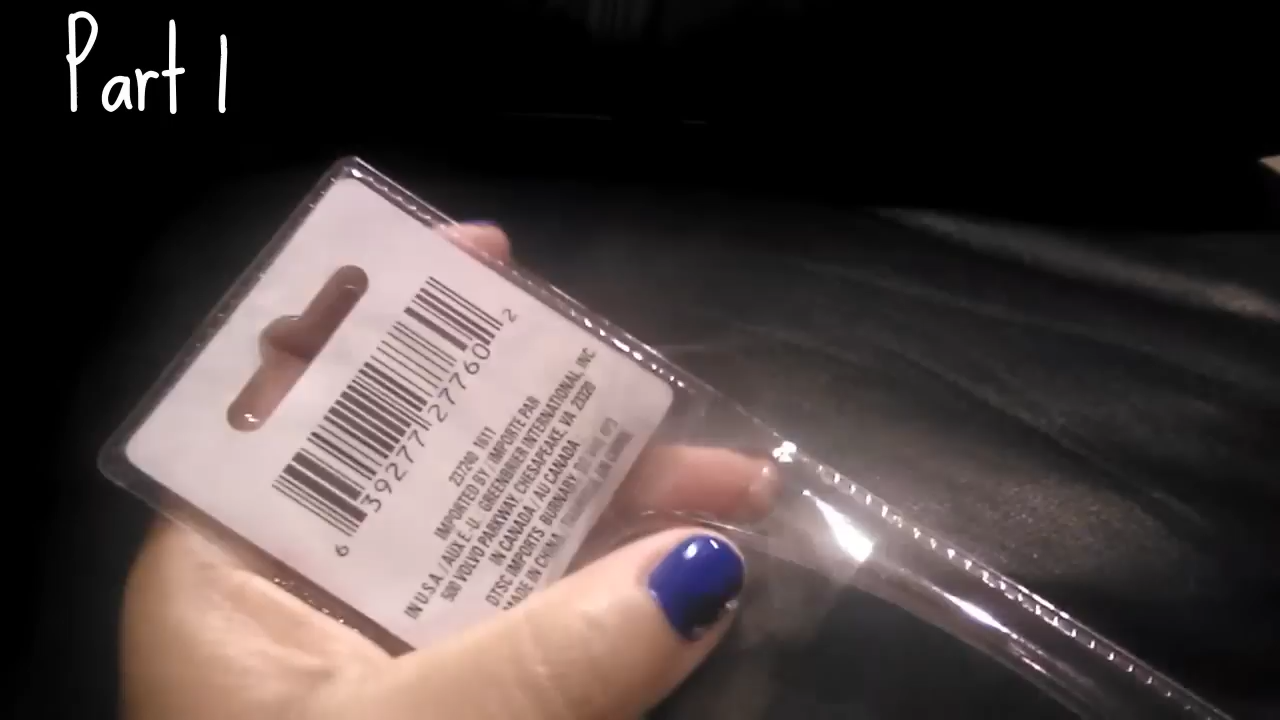 Part 1
6 39277 27760 2
237240 1611
IMPORTED BY / IMPORTE PAR
IN U.S.A. / AUX E.-U. GREENBRIER INTERNATIONAL, INC
500 VOLVO PARKWAY, CHESAPEAKE, VA 23320
IN CANADA / AU CANADA
DTSC IMPORTS, BURNABY,
MADE IN CHINA